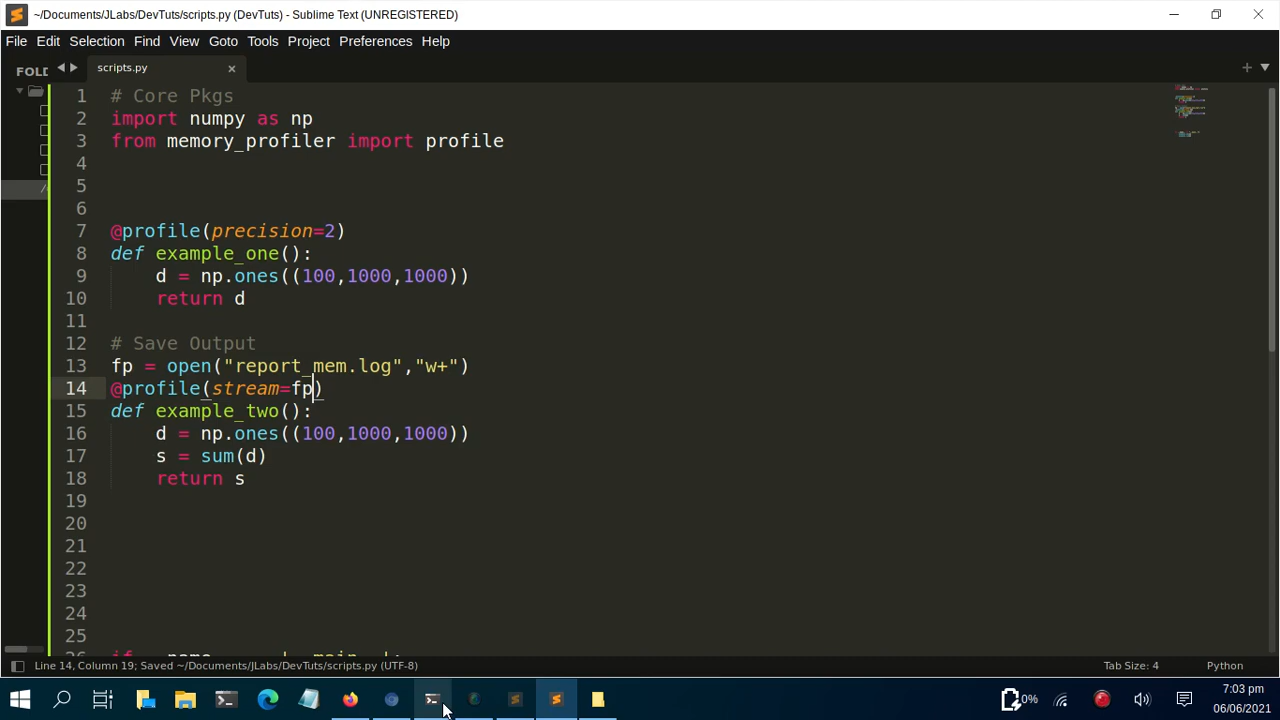 ~/Documents/JLabs/DevTuts/scripts.py (DevTuts) - Sublime Text (UNREGISTERED)
File Edit Selection Find View Goto Tools Project Preferences Help
FOLD
scripts.py
1 # Core Pkgs
2 import numpy as np
3 from memory_profiler import profile
4
5
6
7 @profile(precision=2)
8 def example_one():
9 d = np.ones((100,1000,1000))
10 return d
11
12 # Save Output
13 fp = open("report_mem.log","w+")
14 @profile(stream=fp)
15 def example_two():
16 d = np.ones((100,1000,1000))
17 s = sum(d)
18 return s
19
20
21
22
23
24
25
Line 14, Column 19; Saved ~/Documents/JLabs/DevTuts/scripts.py (UTF-8)
Tab Size: 4
Python
0%
7:03 pm
06/06/2021